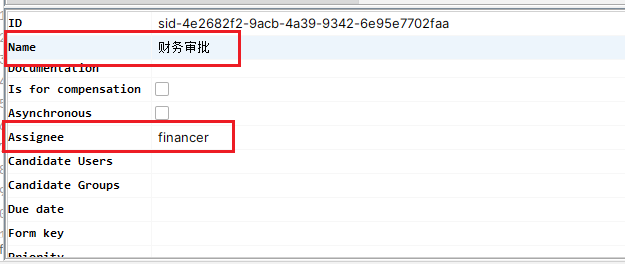 ID sid-4e2682f2-9acb-4a39-9342-6e95e7702faa
Name 财务审批
Documentation
Is for compensation
Asynchronous
Assignee financer
Candidate Users
Candidate Groups
Due date
Form key
Priority